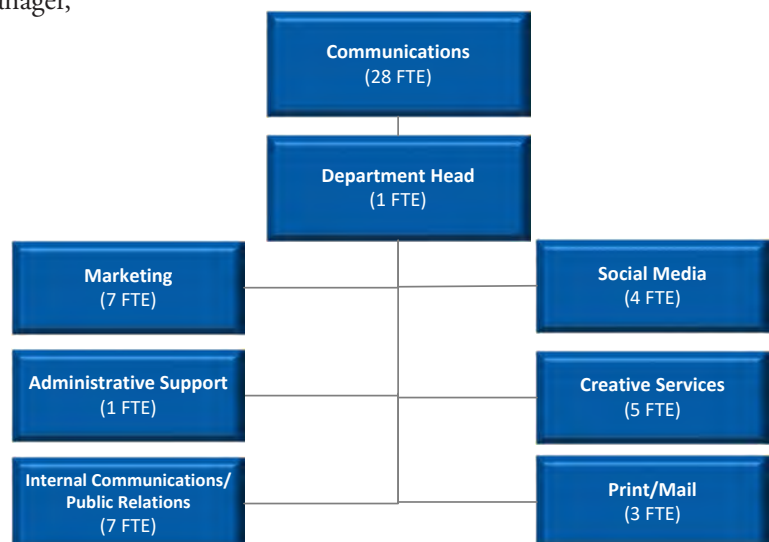 Communications
(28 FTE)
Department Head
(1 FTE)
Marketing
(7 FTE)
Social Media
(4 FTE)
Administrative Support
(1 FTE)
Creative Services
(5 FTE)
Internal Communications/
Public Relations
(7 FTE)
Print/Mail
(3 FTE)